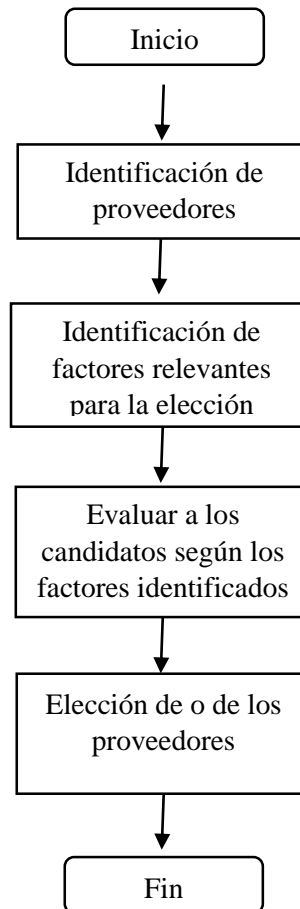 Inicio
Identificación de
proveedores
Identificación de
factores relevantes
para la elección
Evaluar a los
candidatos según los
factores identificados
Elección de o de los
proveedores
Fin